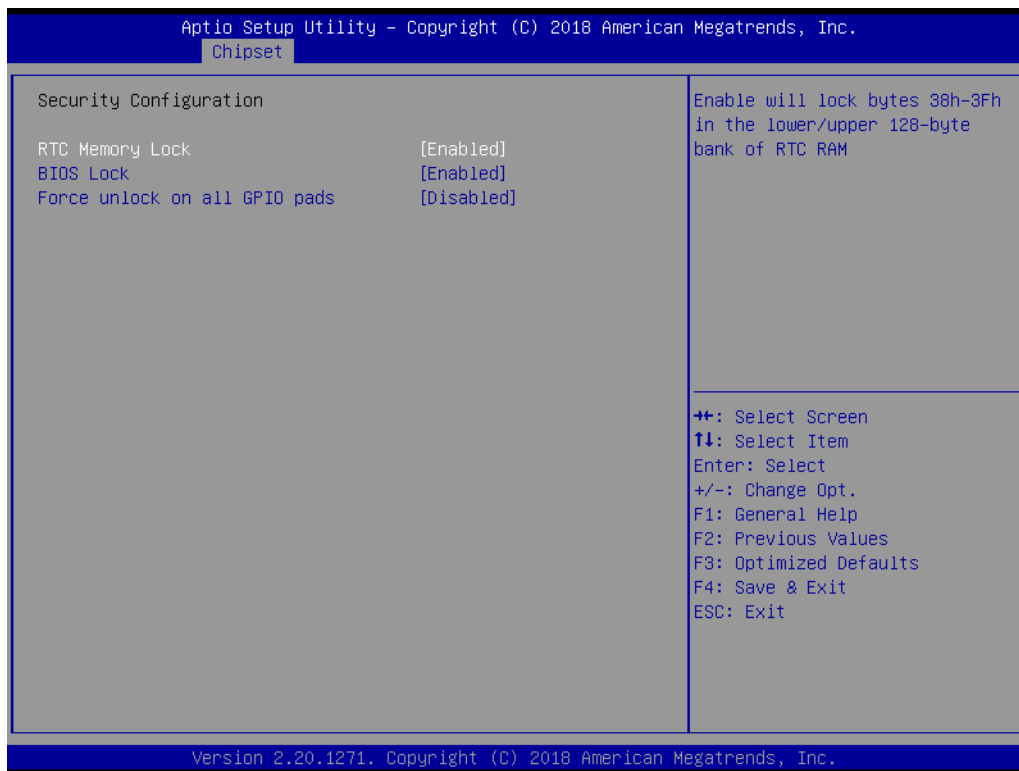 Aptio Setup Utility – Copyright (C) 2018 American Megatrends, Inc.
Chipset
Security Configuration
RTC Memory Lock [Enabled]
BIOS Lock [Enabled]
Force unlock on all GPIO pads [Disabled]
Enable will lock bytes 38h-3Fh
in the lower/upper 128-byte
bank of RTC RAM
→←: Select Screen
↑↓: Select Item
Enter: Select
+/-: Change Opt.
F1: General Help
F2: Previous Values
F3: Optimized Defaults
F4: Save & Exit
ESC: Exit
Version 2.20.1271. Copyright (C) 2018 American Megatrends, Inc.